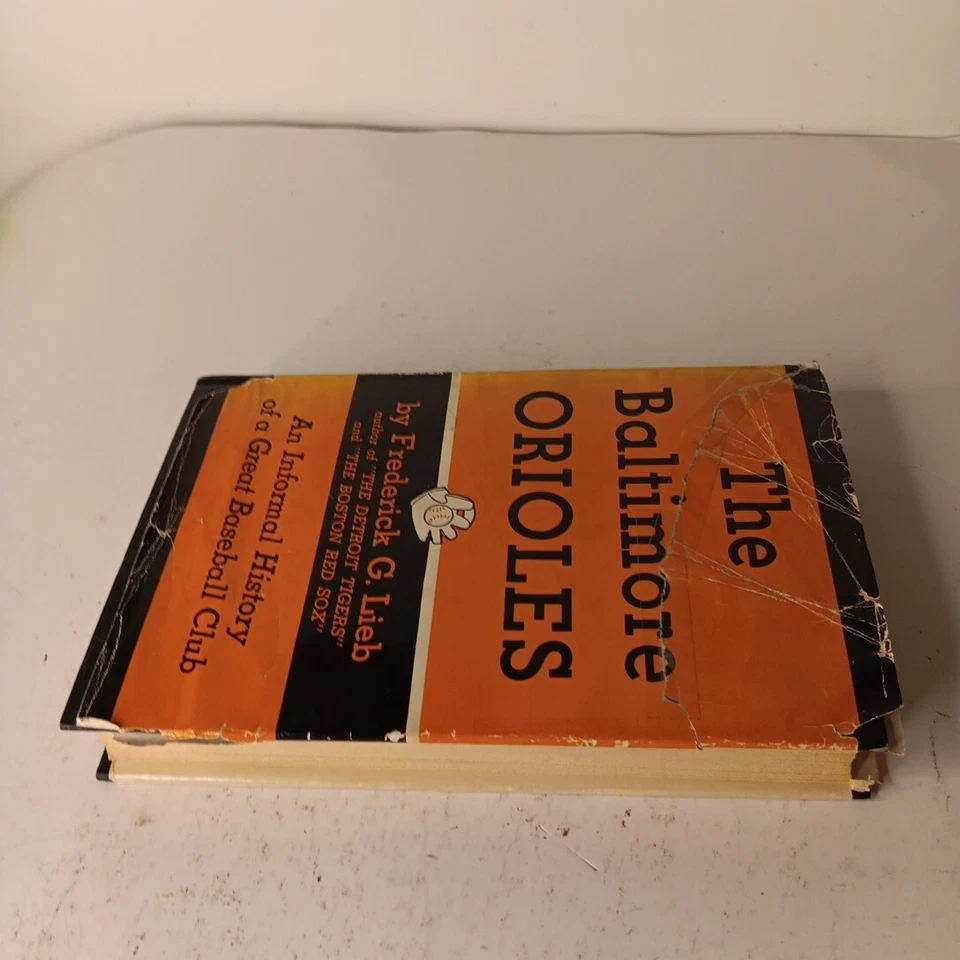 The
Baltimore
ORIOLES
by Frederick G. Lieb
author of "THE DETROIT TIGERS"
and "THE BOSTON RED SOX"
An Informal History
of a Great Baseball Club